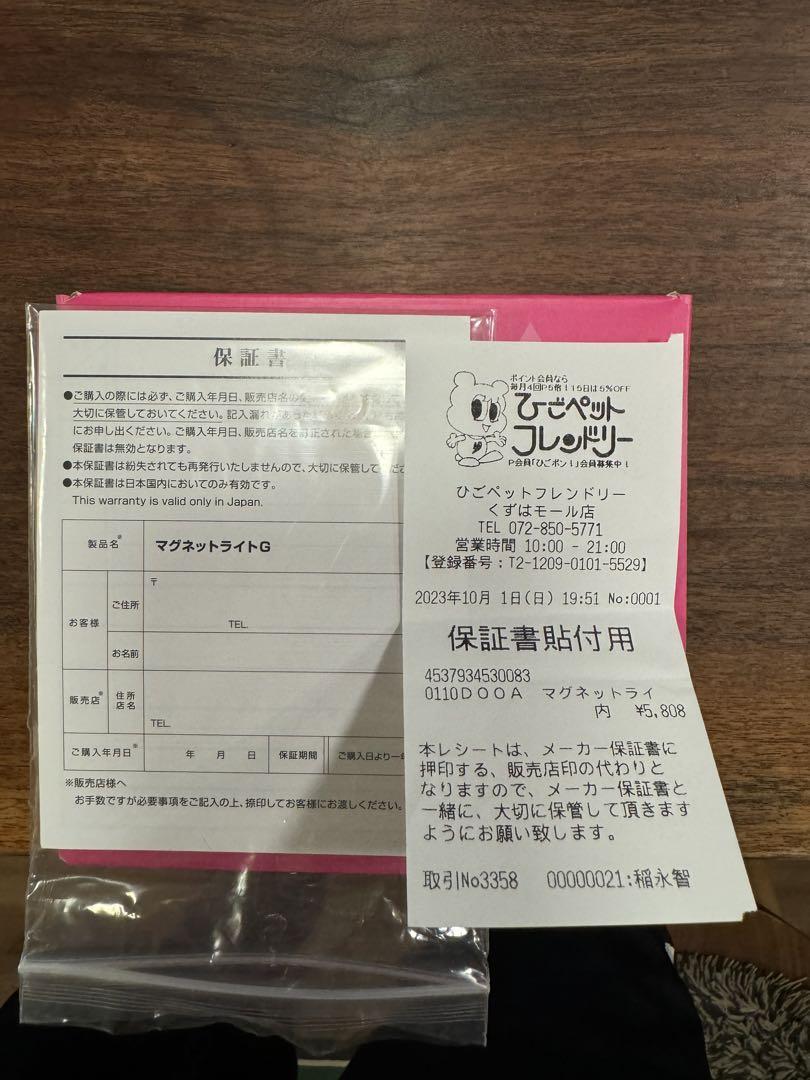 保証書
●ご購入の際には必ず、ご購入年月日、販売店名の
大切に保管しておいてください。記入漏れがあった
にお申し出ください。ご購入年月日、販売店名を訂正された場合
保証書は無効となります。
●本保証書は紛失されても再発行いたしませんので、大切に保管してくだ
●本保証書は日本国内においてのみ有効です。
This warranty is valid only in Japan.
製品名※ マグネットライトG
お客様 ご住所 〒
TEL.
お名前
販売店※ 住所 店名
TEL.
ご購入年月日※ 年 月 日 保証期間 ご購入日より一年
※販売店様へ
お手数ですが必要事項をご記入の上、捺印してお客様にお渡しください。
ポイント会員なら
毎月4回P5倍!15日は5%OFF
ひごペット
フレンドリー
P会員「ひごポン!」会員募集中!
ひごペットフレンドリー
くずはモール店
TEL 072-850-5771
営業時間 10:00 - 21:00
【登録番号:T2-1209-0101-5529】
2023年10月 1日(日) 19:51 No:0001
保証書貼付用
4537934530083
0110D00A マグネットライ
内 ¥5,808
本レシートは、メーカー保証書に
押印する、販売店印の代わりと
なりますので、メーカー保証書と
一緒に、大切に保管して頂きます
ようにお願い致します。
取引No3358 00000021:稲永智